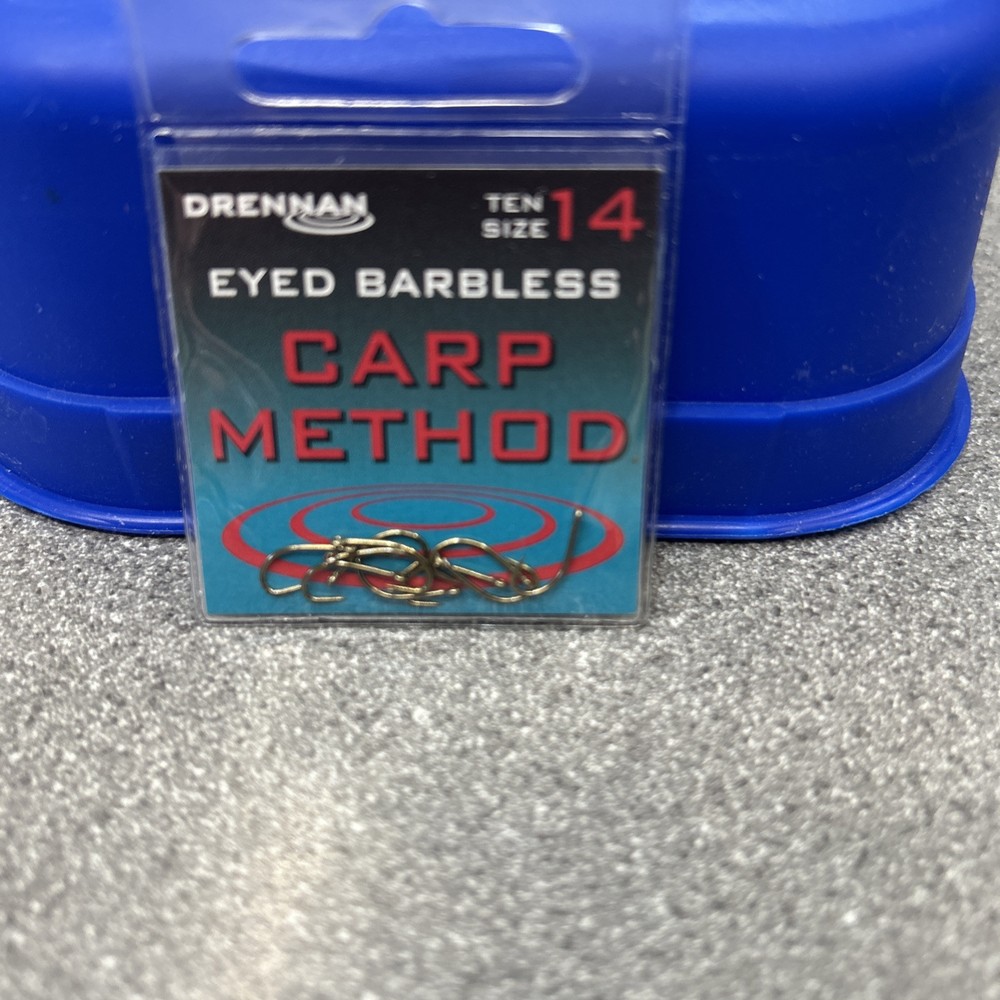 DRENNAN
TEN
SIZE 14
EYED BARBLESS
CARP
METHOD